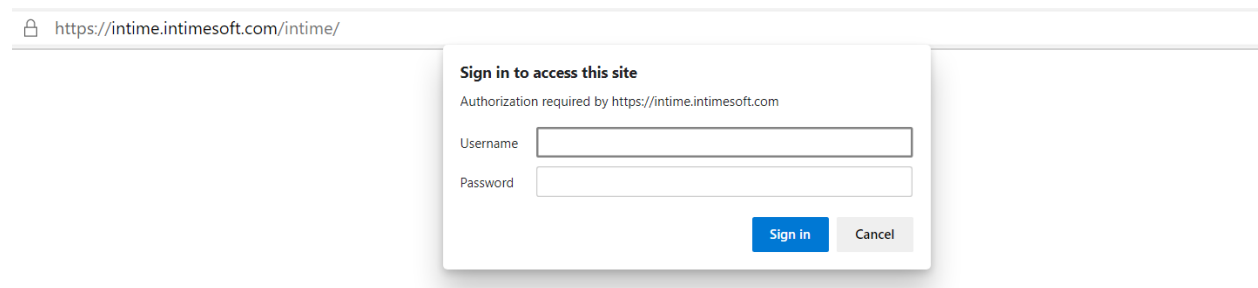 https://intime.intimesoft.com/intime/
Sign in to access this site
Authorization required by https://intime.intimesoft.com
Username
Password
Sign in Cancel